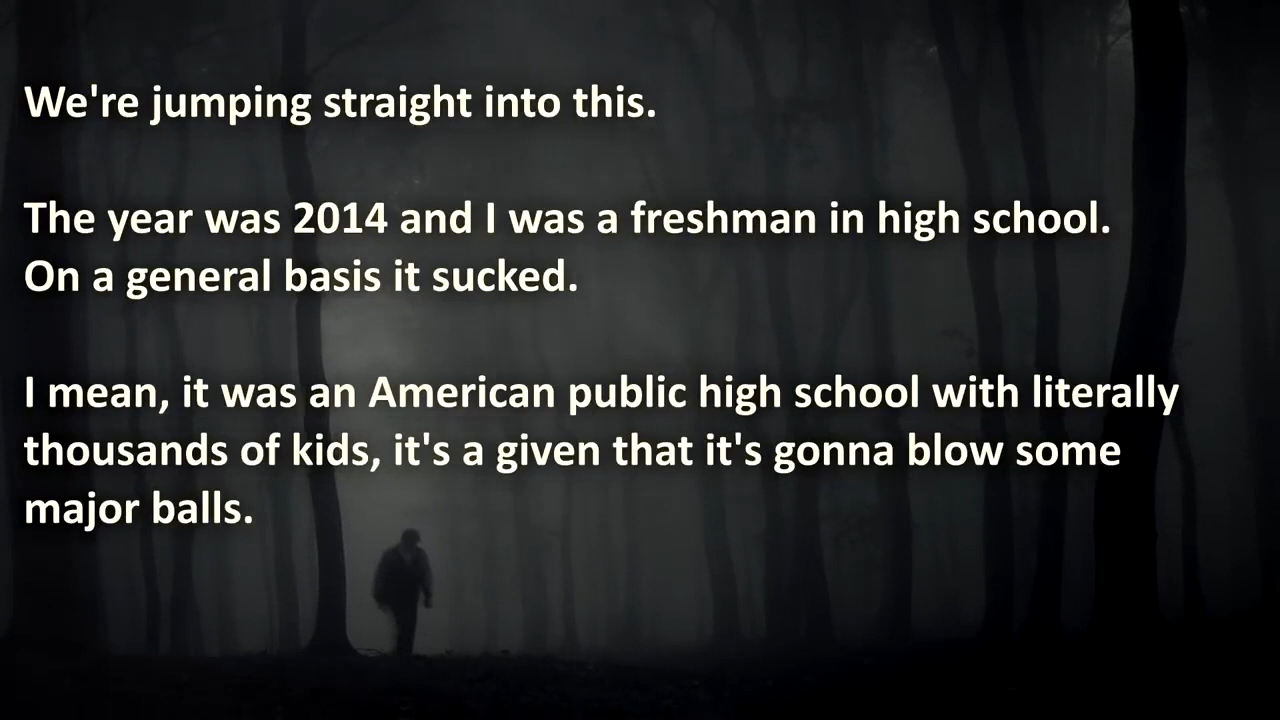 We're jumping straight into this.
The year was 2014 and I was a freshman in high school.
On a general basis it sucked.
I mean, it was an American public high school with literally
thousands of kids, it's a given that it's gonna blow some
major balls.